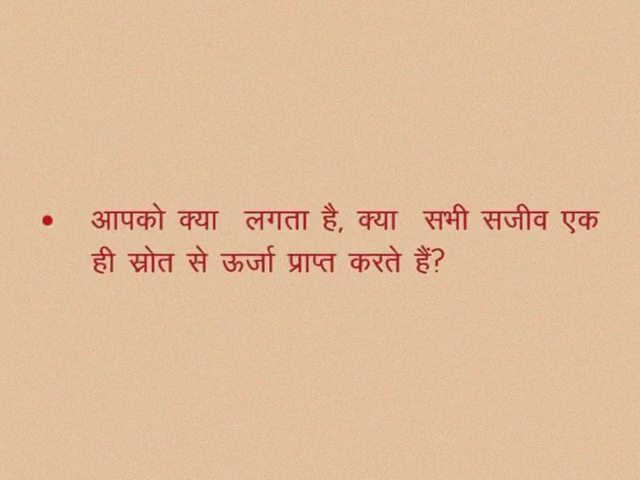 • आपको क्या लगता है, क्या सभी सजीव एक
ही स्रोत से ऊर्जा प्राप्त करते हैं?